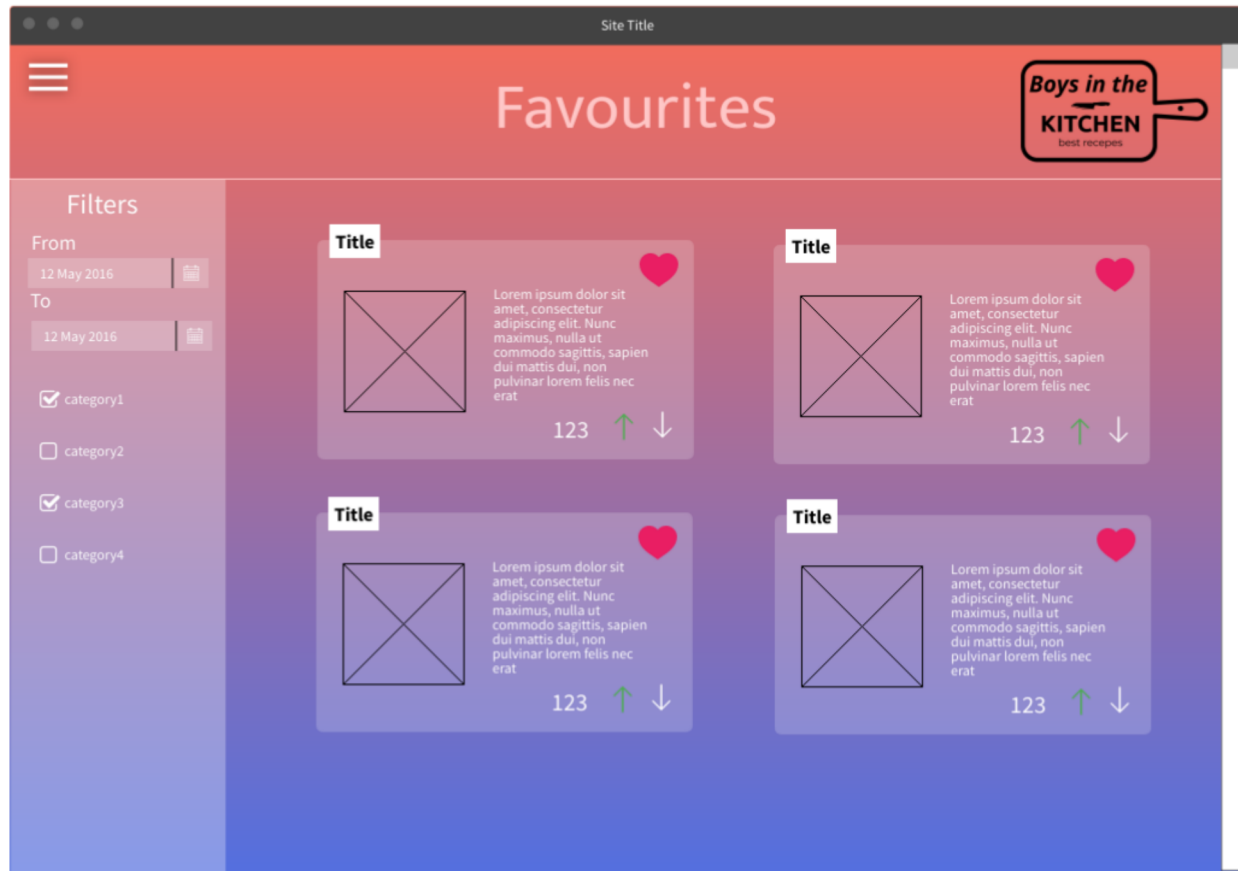 Site Title
Favourites
Boys in the
KITCHEN
best recepes
Filters
From
12 May 2016
To
12 May 2016
category1
category2
category3
category4
Title
Lorem ipsum dolor sit
amet, consectetur
adipiscing elit. Nunc
maximus, nulla ut
commodo sagittis, sapien
dui mattis dui, non
pulvinar lorem felis nec
erat
123
Title
Lorem ipsum dolor sit
amet, consectetur
adipiscing elit. Nunc
maximus, nulla ut
commodo sagittis, sapien
dui mattis dui, non
pulvinar lorem felis nec
erat
123
Title
Lorem ipsum dolor sit
amet, consectetur
adipiscing elit. Nunc
maximus, nulla ut
commodo sagittis, sapien
dui mattis dui, non
pulvinar lorem felis nec
erat
123
Title
Lorem ipsum dolor sit
amet, consectetur
adipiscing elit. Nunc
maximus, nulla ut
commodo sagittis, sapien
dui mattis dui, non
pulvinar lorem felis nec
erat
123